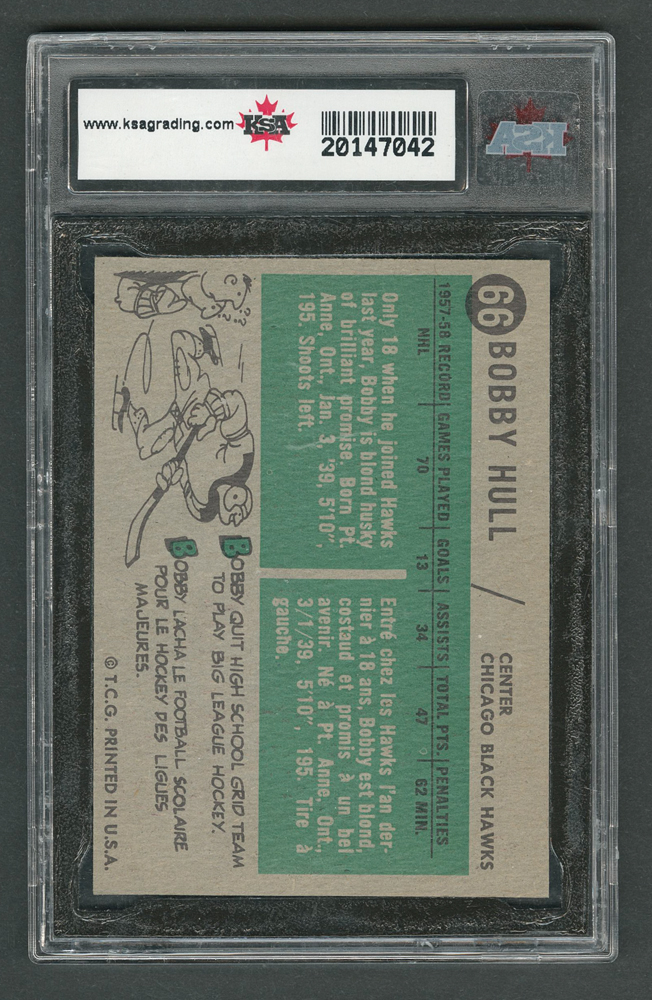 www.ksagrading.com
KSA
20147042
KSA
66 BOBBY HULL / CENTER
CHICAGO BLACK HAWKS
1957-58 RECORD GAMES PLAYED GOALS ASSISTS TOTAL PTS. PENALTIES
NHL 70 13 34 47 62 MIN.
Only 18 when he joined Hawks
last year, Bobby is blond husky
of brilliant promise. Born Pt.
Anne, Ont., Jan. 3, '39, 5'10",
195. Shoots left.
Entré chez les Hawks l'an der-
nier à 18 ans, Bobby est blond,
costaud et promis à un bel
avenir. Né à Pt. Anne, Ont.,
3/1/39, 5'10", 195. Tire à
gauche.
BOBBY QUIT HIGH SCHOOL GRID TEAM
TO PLAY BIG LEAGUE HOCKEY.
BOBBY L'ACHA LE FOOTBALL SCOLAIRE
POUR LE HOCKEY DES LIGUES
MAJEURES.
© T.C.G. PRINTED IN U.S.A.